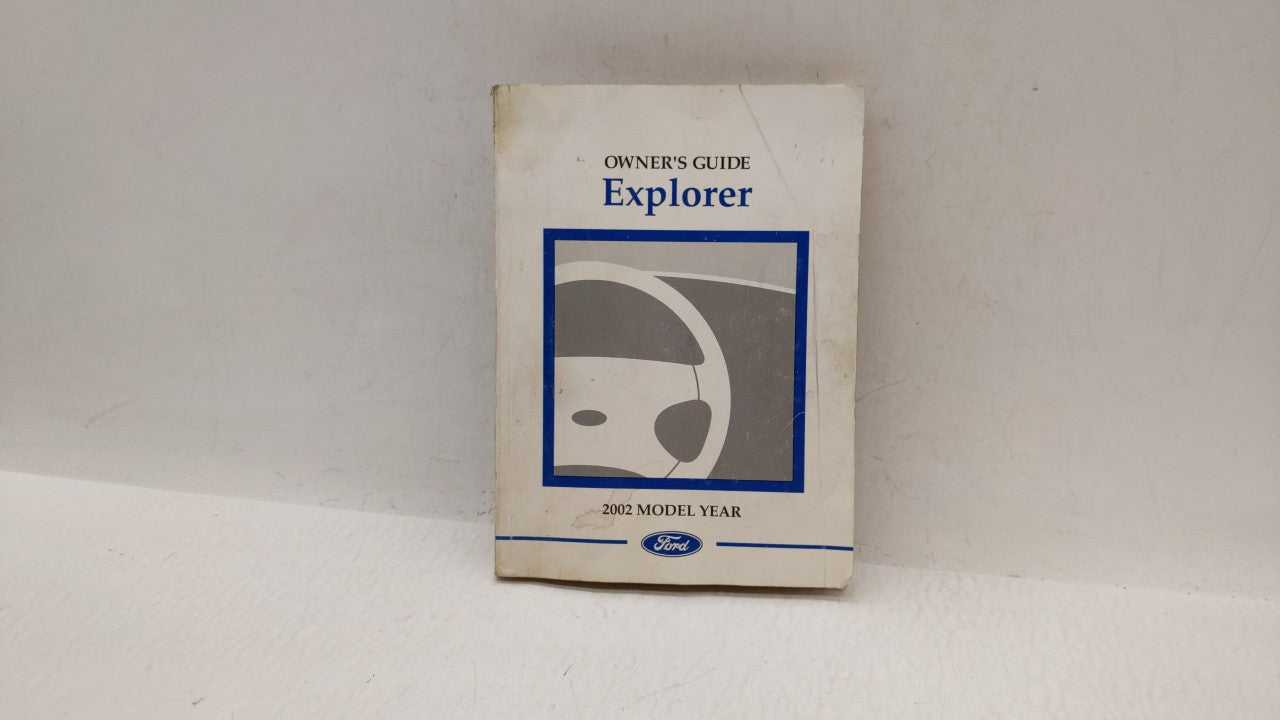 OWNER'S GUIDE
Explorer
2002 MODEL YEAR
Ford